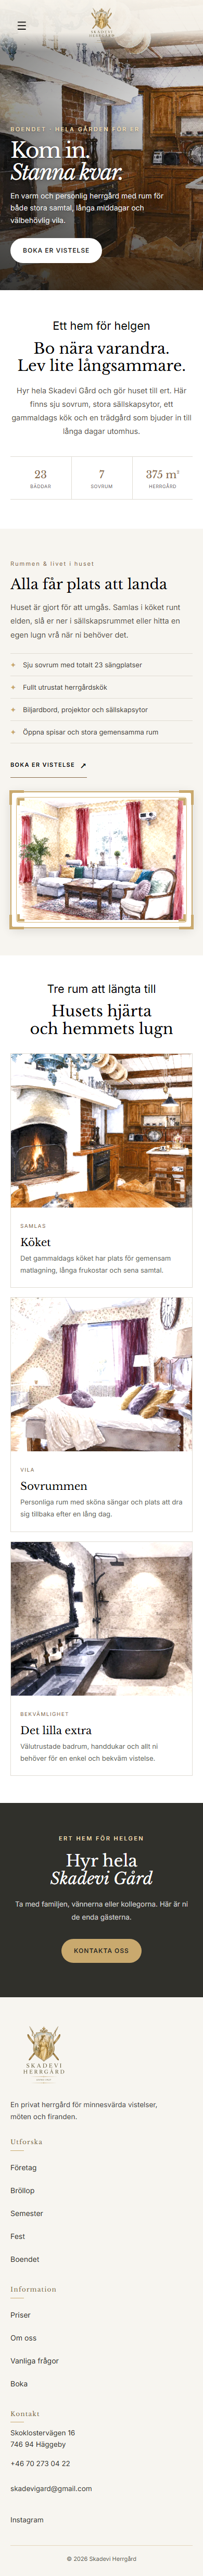 ☰
SKADEVI
HERRGÅRD
BOENDET · HELA GÅRDEN FÖR ER
Kom in.
Stanna kvar.
En varm och personlig herrgård med rum för
både stora samtal, långa middagar och
välbehövlig vila.
BOKA ER VISTELSE
Ett hem för helgen
Bo nära varandra.
Lev lite långsammare.
Hyr hela Skadevi Gård och gör huset till ert. Här
finns sju sovrum, stora sällskapsytor, ett
gammaldags kök och en trädgård som bjuder in till
långa dagar utomhus.
23
BÄDDAR
7
SOVRUM
375 m²
HERRGÅRD
Rummen & livet i huset
Alla får plats att landa
Huset är gjort för att umgås. Samlas i köket runt
elden, slå er ner i sällskapsrummet eller hitta en
egen lugn vrå när ni behöver det.
+ Sju sovrum med totalt 23 sängplatser
+ Fullt utrustat herrgårdskök
+ Biljardbord, projektor och sällskapsytor
+ Öppna spisar och stora gemensamma rum
BOKA ER VISTELSE ↗
Tre rum att längta till
Husets hjärta
och hemmets lugn
SAMLAS
Köket
Det gammaldags köket har plats för gemensam
matlagning, långa frukostar och sena samtal.
VILA
Sovrummen
Personliga rum med sköna sängar och plats att dra
sig tillbaka efter en lång dag.
BEKVÄMLIGHET
Det lilla extra
Välutrustade badrum, handdukar och allt ni
behöver för en enkel och bekväm vistelse.
ERT HEM FÖR HELGEN
Hyr hela
Skadevi Gård
Ta med familjen, vännerna eller kollegorna. Här är ni
de enda gästerna.
KONTAKTA OSS
SKADEVI
HERRGÅRD
En privat herrgård för minnesvärda vistelser,
möten och firanden.
Utforska
Företag
Bröllop
Semester
Fest
Boendet
Information
Priser
Om oss
Vanliga frågor
Boka
Kontakt
Skoklostervägen 16
746 94 Häggeby
+46 70 273 04 22
skadevigard@gmail.com
Instagram
© 2026 Skadevi Herrgård